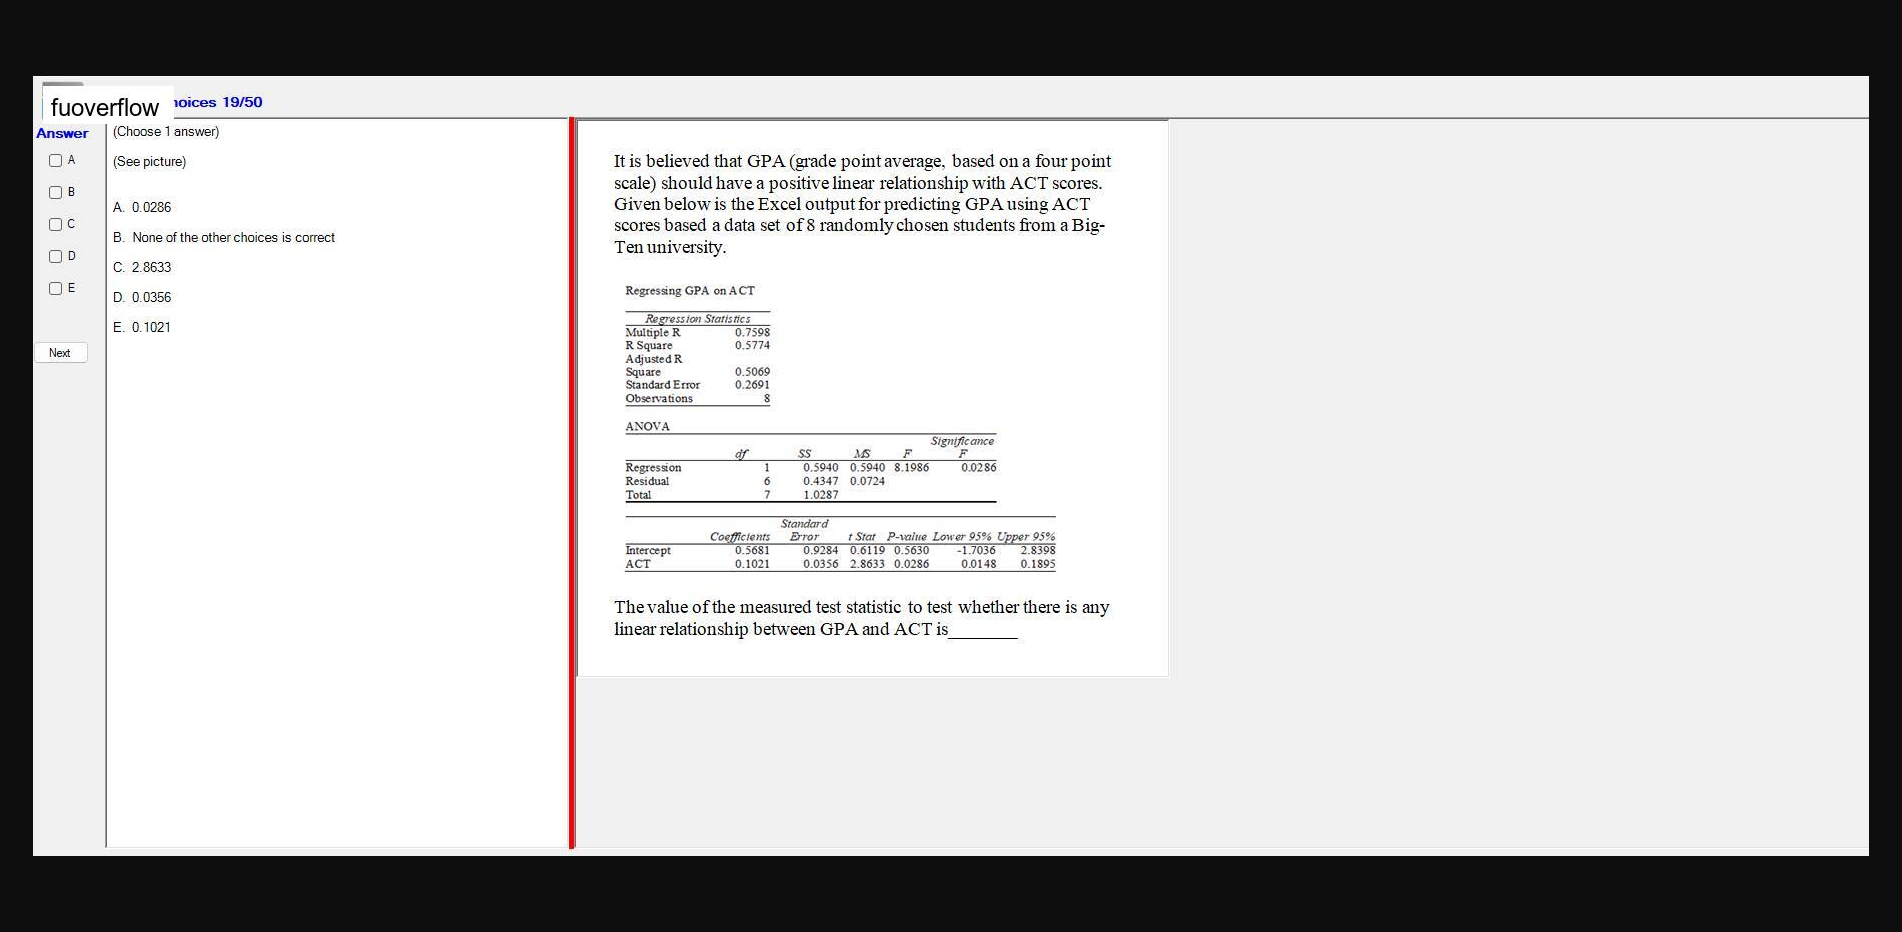 fuoverflow
hoices 19/50
Answer
(Choose 1 answer)
A
(See picture)
B
C
D
E
A. 0.0286
B. None of the other choices is correct
C. 2.8633
D. 0.0356
E. 0.1021
Next
It is believed that GPA (grade point average, based on a four point
scale) should have a positive linear relationship with ACT scores.
Given below is the Excel output for predicting GPA using ACT
scores based a data set of 8 randomly chosen students from a Big-
Ten university.
Regressing GPA on ACT
Regression Statistics
Multiple R 0.7598
R Square 0.5774
Adjusted R
Square 0.5069
Standard Error 0.2691
Observations 8
ANOVA
Significance
df SS MS F F
Regression 1 0.5940 0.5940 8.1986 0.0286
Residual 6 0.4347 0.0724
Total 7 1.0287
Standard
Coefficients Error t Stat P-value Lower 95% Upper 95%
Intercept 0.5681 0.9284 0.6119 0.5630 -1.7036 2.8398
ACT 0.1021 0.0356 2.8633 0.0286 0.0148 0.1895
The value of the measured test statistic to test whether there is any
linear relationship between GPA and ACT is________